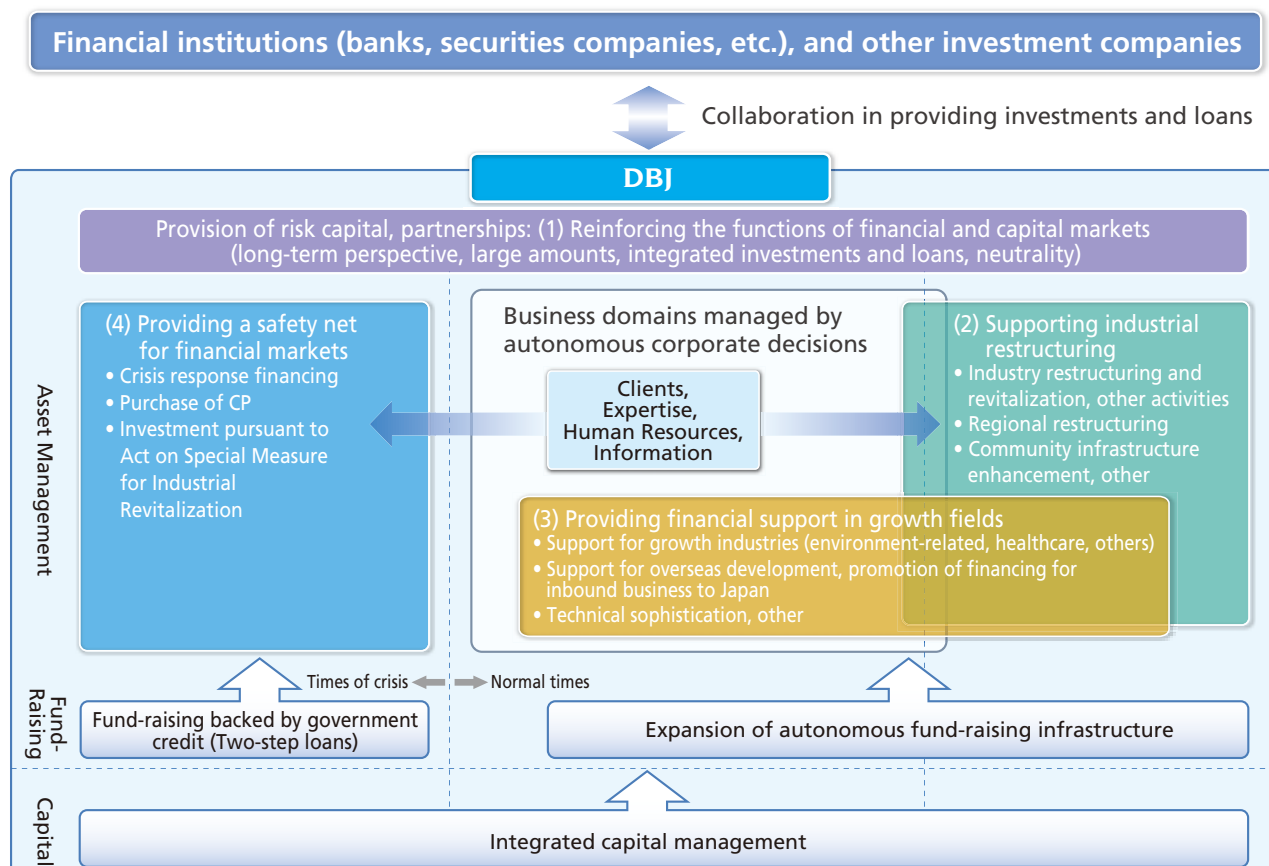 Financial institutions (banks, securities companies, etc.), and other investment companies
Collaboration in providing investments and loans
DBJ
Provision of risk capital, partnerships: (1) Reinforcing the functions of financial and capital markets
(long-term perspective, large amounts, integrated investments and loans, neutrality)
Asset Management
(4) Providing a safety net
for financial markets
• Crisis response financing
• Purchase of CP
• Investment pursuant to
Act on Special Measure
for Industrial
Revitalization
Business domains managed by
autonomous corporate decisions
Clients,
Expertise,
Human Resources,
Information
(2) Supporting industrial
restructuring
• Industry restructuring and
revitalization, other activities
• Regional restructuring
• Community infrastructure
enhancement, other
(3) Providing financial support in growth fields
• Support for growth industries (environment-related, healthcare, others)
• Support for overseas development, promotion of financing for
inbound business to Japan
• Technical sophistication, other
Times of crisis
Normal times
Fund-
Raising
Fund-raising backed by government
credit (Two-step loans)
Expansion of autonomous fund-raising infrastructure
Capital
Integrated capital management